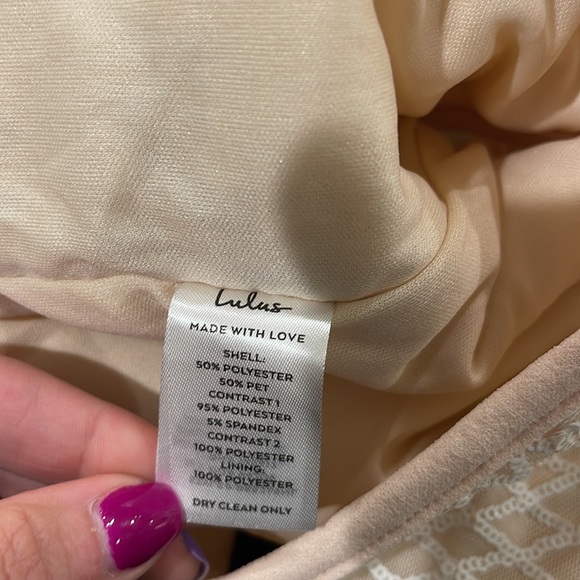 Lulus
MADE WITH LOVE
SHELL:
50% POLYESTER
50% PET
CONTRAST 1
95% POLYESTER
5% SPANDEX
CONTRAST 2
100% POLYESTER
LINING:
100% POLYESTER
DRY CLEAN ONLY